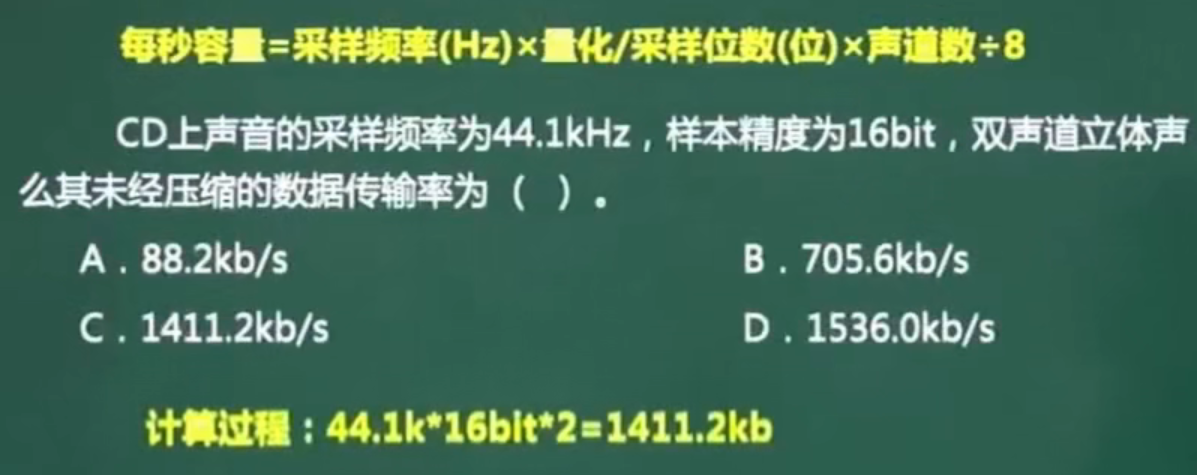 每秒容量=采样频率(Hz)×量化/采样位数(位)×声道数÷8
CD上声音的采样频率为44.1kHz，样本精度为16bit，双声道立体声
么其未经压缩的数据传输率为（ ）。
A．88.2kb/s
B．705.6kb/s
C．1411.2kb/s
D．1536.0kb/s
计算过程：44.1k*16bit*2=1411.2kb